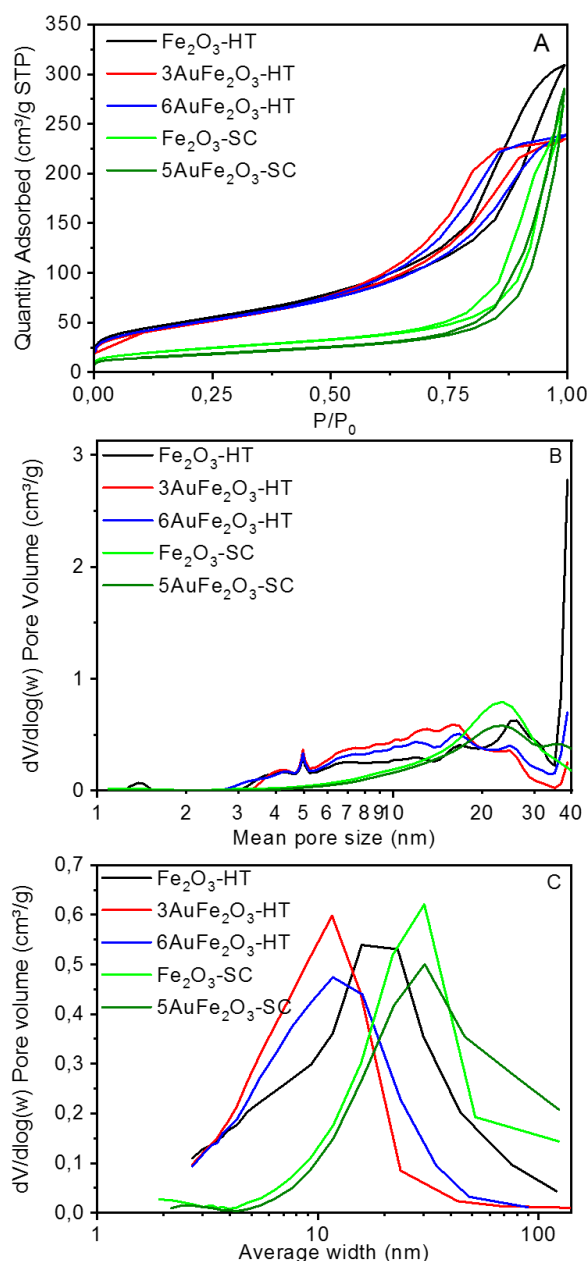 A
Fe₂O₃-HT
3AuFe₂O₃-HT
6AuFe₂O₃-HT
Fe₂O₃-SC
5AuFe₂O₃-SC
Quantity Adsorbed (cm³/g STP)
350
300
250
200
150
100
50
0
0,00 0,25 0,50 0,75 1,00
P/P₀
B
Fe₂O₃-HT
3AuFe₂O₃-HT
6AuFe₂O₃-HT
Fe₂O₃-SC
5AuFe₂O₃-SC
dV/dlog(w) Pore Volume (cm³/g)
3
2
1
0
1 2 3 4 5 6 7 8 9 10 20 30 40
Mean pore size (nm)
C
Fe₂O₃-HT
3AuFe₂O₃-HT
6AuFe₂O₃-HT
Fe₂O₃-SC
5AuFe₂O₃-SC
dV/dlog(w) Pore volume (cm³/g)
0,7
0,6
0,5
0,4
0,3
0,2
0,1
0,0
1 10 100
Average width (nm)